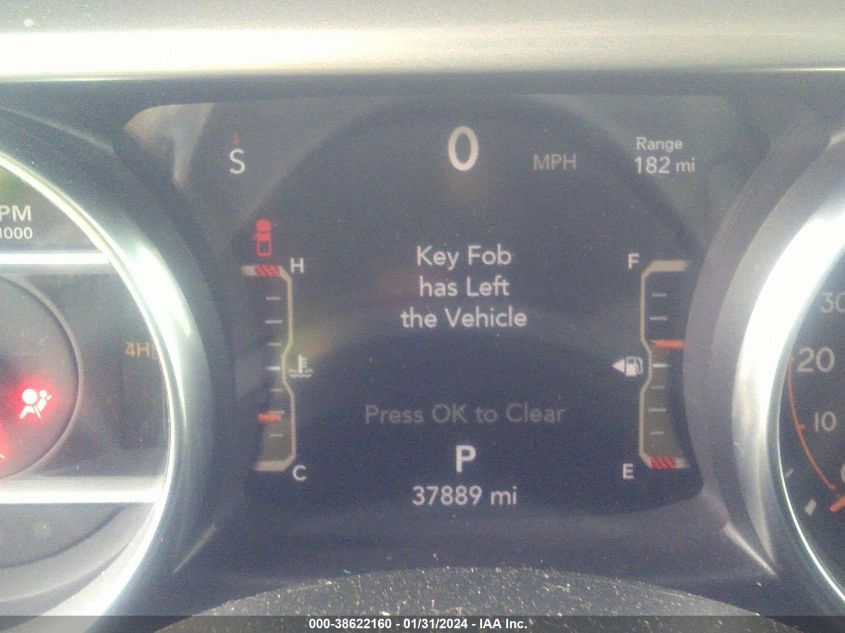 S
0
MPH
Range
182 mi
PM
1000
H
F
Key Fob
has Left
the Vehicle
30
4H
20
Press OK to Clear
10
P
C
E
37889 mi
000-38622160 - 01/31/2024 - IAA Inc.